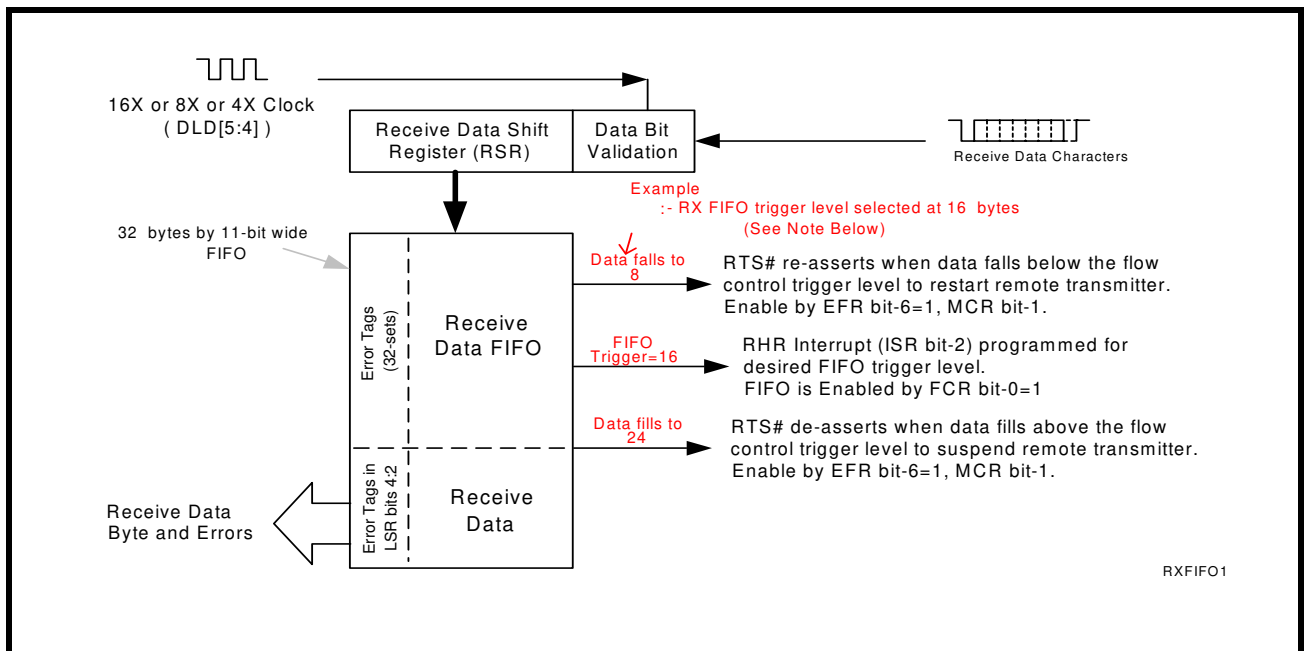 16X or 8X or 4X Clock
( DLD[5:4] )
Receive Data Shift
Register (RSR)
Data Bit
Validation
Receive Data Characters
Example
:- RX FIFO trigger level selected at 16 bytes
(See Note Below)
32 bytes by 11-bit wide
FIFO
Error Tags
(32-sets)
Receive
Data FIFO
Data falls to
8
RTS# re-asserts when data falls below the flow
control trigger level to restart remote transmitter.
Enable by EFR bit-6=1, MCR bit-1.
FIFO
Trigger=16
RHR Interrupt (ISR bit-2) programmed for
desired FIFO trigger level.
FIFO is Enabled by FCR bit-0=1
Data fills to
24
RTS# de-asserts when data fills above the flow
control trigger level to suspend remote transmitter.
Enable by EFR bit-6=1, MCR bit-1.
Error Tags in
LSR bits 4:2
Receive
Data
Receive Data
Byte and Errors
RXFIFO1